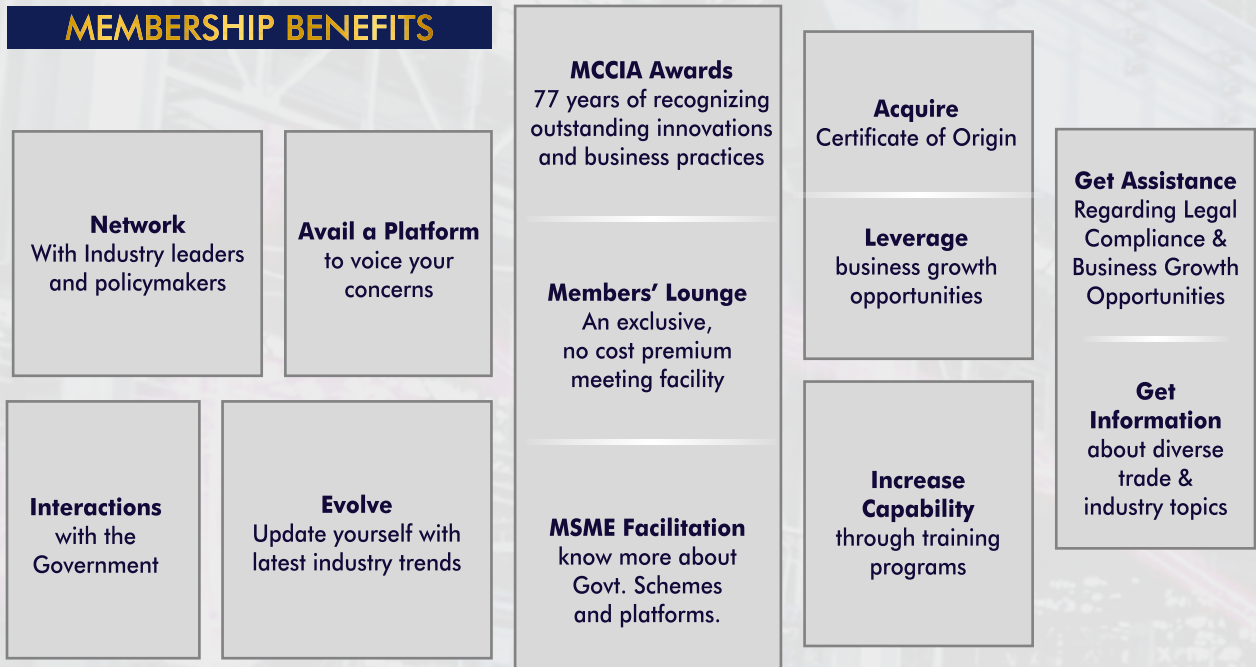 MEMBERSHIP BENEFITS
Network
With Industry leaders
and policymakers
Avail a Platform
to voice your
concerns
Interactions
with the
Government
Evolve
Update yourself with
latest industry trends
MCCIA Awards
77 years of recognizing
outstanding innovations
and business practices
Members’ Lounge
An exclusive,
no cost premium
meeting facility
MSME Facilitation
know more about
Govt. Schemes
and platforms.
Acquire
Certificate of Origin
Leverage
business growth
opportunities
Increase
Capability
through training
programs
Get Assistance
Regarding Legal
Compliance &
Business Growth
Opportunities
Get
Information
about diverse
trade &
industry topics